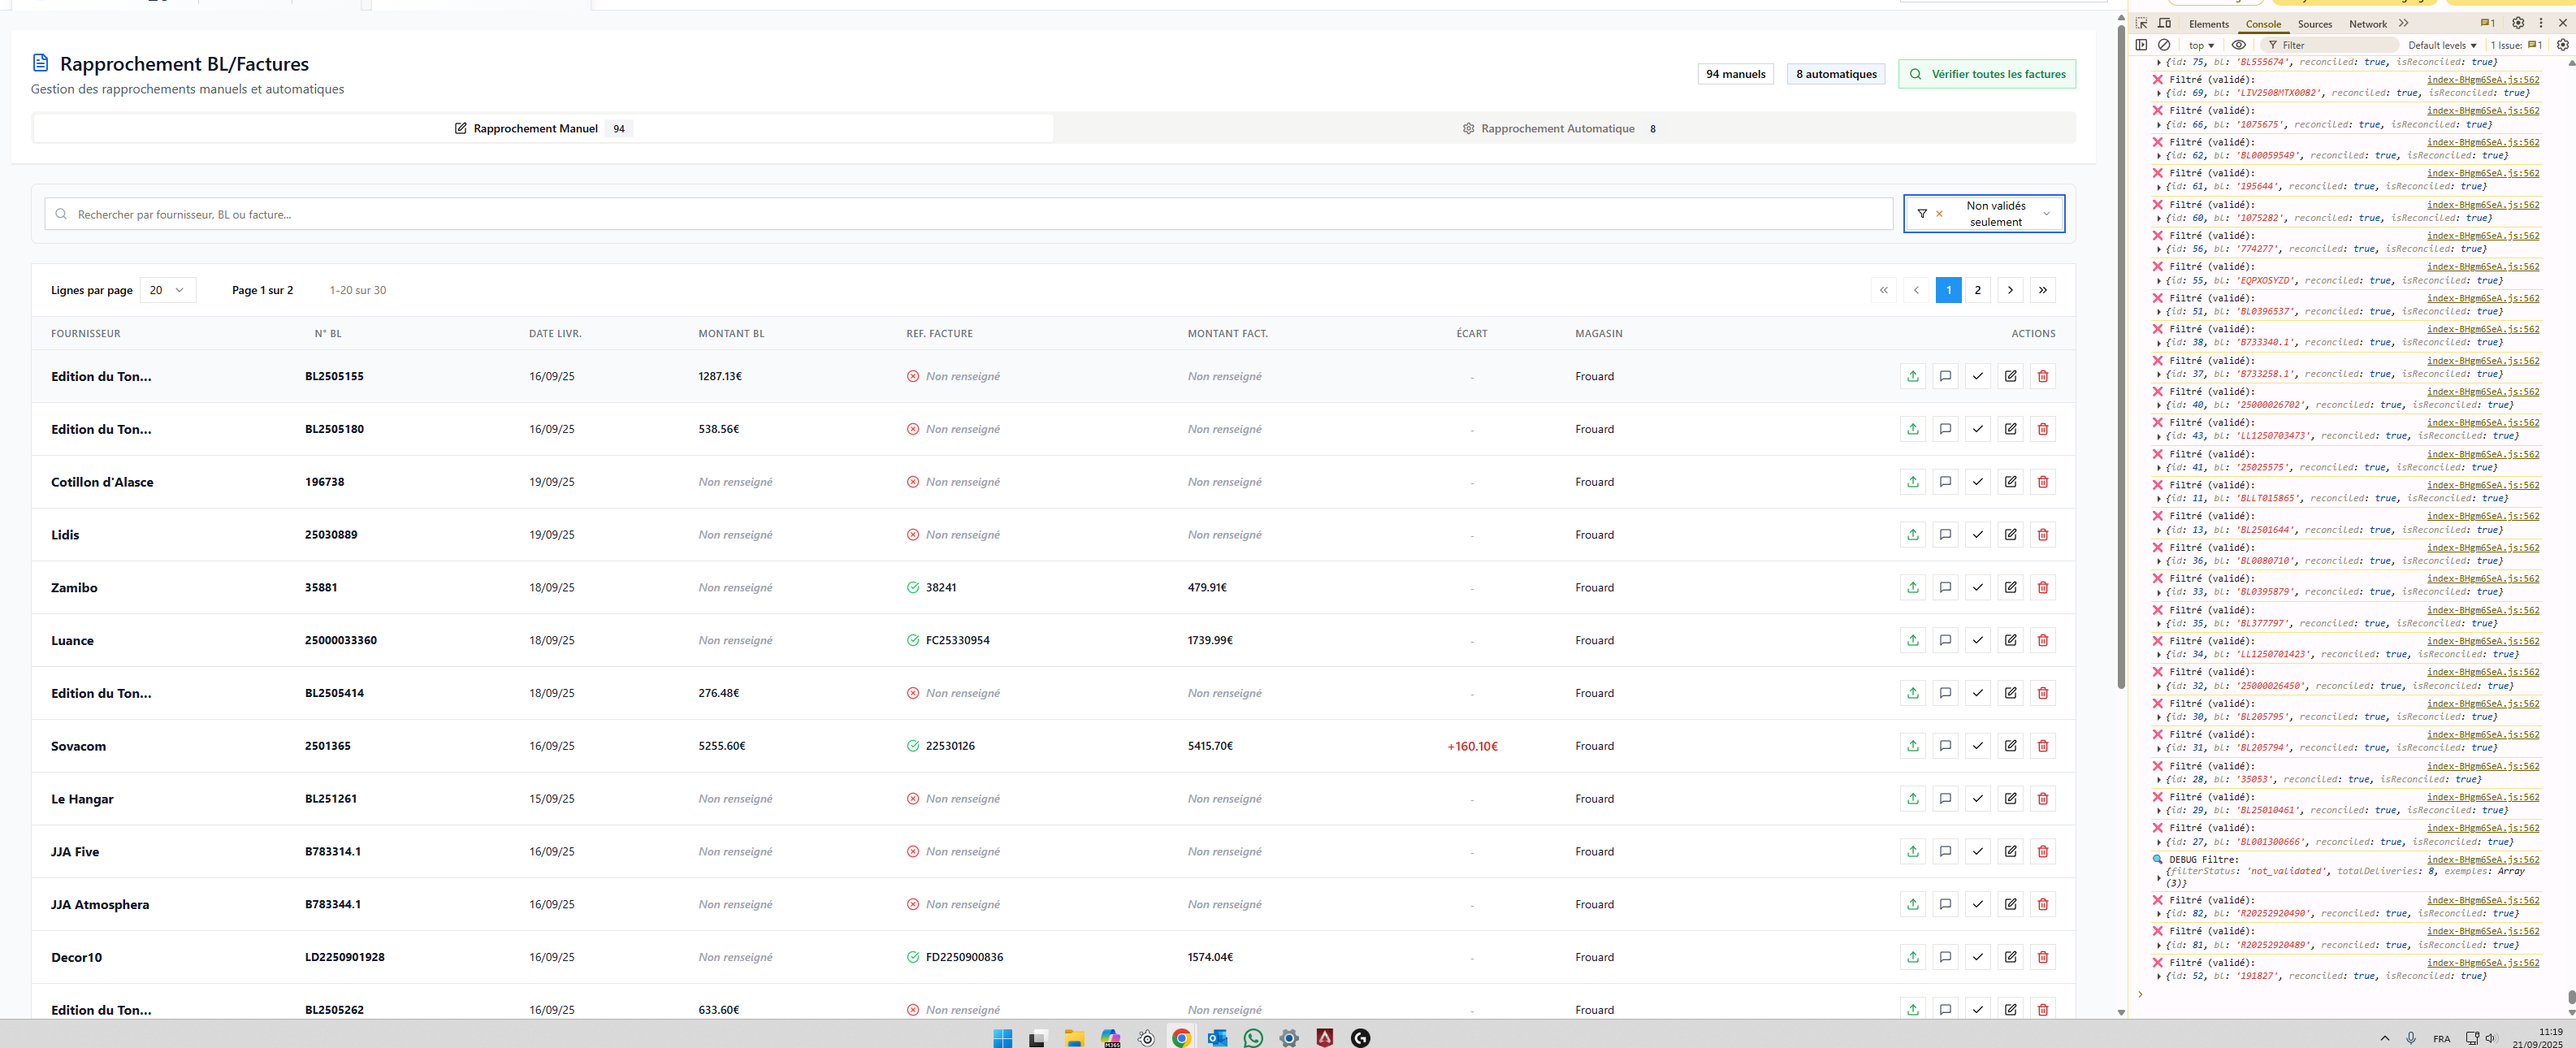 Rapprochement BL/Factures
Gestion des rapprochements manuels et automatiques
94 manuels
8 automatiques
Vérifier toutes les factures
Rapprochement Manuel 94
Rapprochement Automatique 8
Rechercher par fournisseur, BL ou facture...
Non validés
seulement
Lignes par page 20 Page 1 sur 2 1-20 sur 30
« ‹ 1 2 › »
FOURNISSEUR N° BL DATE LIVR. MONTANT BL REF. FACTURE MONTANT FACT. ÉCART MAGASIN ACTIONS
Edition du Ton... BL2505155 16/09/25 1287.13€ Non renseigné Non renseigné - Frouard
Edition du Ton... BL2505180 16/09/25 538.56€ Non renseigné Non renseigné - Frouard
Cotillon d'Alasce 196738 19/09/25 Non renseigné Non renseigné Non renseigné - Frouard
Lidis 25030889 19/09/25 Non renseigné Non renseigné Non renseigné - Frouard
Zamibo 35881 18/09/25 Non renseigné 38241 479.91€ - Frouard
Luance 25000033360 18/09/25 Non renseigné FC25330954 1739.99€ - Frouard
Edition du Ton... BL2505414 18/09/25 276.48€ Non renseigné Non renseigné - Frouard
Sovacom 2501365 16/09/25 5255.60€ 22530126 5415.70€ +160.10€ Frouard
Le Hangar BL251261 15/09/25 Non renseigné Non renseigné Non renseigné - Frouard
JJA Five B783314.1 16/09/25 Non renseigné Non renseigné Non renseigné - Frouard
JJA Atmosphera B783344.1 16/09/25 Non renseigné Non renseigné Non renseigné - Frouard
Decor10 LD2250901928 16/09/25 Non renseigné FD2250900836 1574.04€ - Frouard
Edition du Ton... BL2505262 16/09/25 633.60€ Non renseigné Non renseigné - Frouard
Elements Console Sources Network 1
top Filter Default levels 1 Issue: 1
{id: 75, bl: 'BL555674', reconciled: true, isReconciled: true}
Filtré (validé): index-BHgm6SeA.js:562
{id: 69, bl: 'LIV2508MTX0082', reconciled: true, isReconciled: true}
Filtré (validé): index-BHgm6SeA.js:562
{id: 66, bl: '1075675', reconciled: true, isReconciled: true}
Filtré (validé): index-BHgm6SeA.js:562
{id: 62, bl: 'BL00059549', reconciled: true, isReconciled: true}
Filtré (validé): index-BHgm6SeA.js:562
{id: 61, bl: '195644', reconciled: true, isReconciled: true}
Filtré (validé): index-BHgm6SeA.js:562
{id: 60, bl: '1075282', reconciled: true, isReconciled: true}
Filtré (validé): index-BHgm6SeA.js:562
{id: 56, bl: '774277', reconciled: true, isReconciled: true}
Filtré (validé): index-BHgm6SeA.js:562
{id: 55, bl: 'EQPXOSYZD', reconciled: true, isReconciled: true}
Filtré (validé): index-BHgm6SeA.js:562
{id: 51, bl: 'BL0396537', reconciled: true, isReconciled: true}
Filtré (validé): index-BHgm6SeA.js:562
{id: 38, bl: 'B733340.1', reconciled: true, isReconciled: true}
Filtré (validé): index-BHgm6SeA.js:562
{id: 37, bl: 'B733258.1', reconciled: true, isReconciled: true}
Filtré (validé): index-BHgm6SeA.js:562
{id: 40, bl: '25000026702', reconciled: true, isReconciled: true}
Filtré (validé): index-BHgm6SeA.js:562
{id: 43, bl: 'LL1250703473', reconciled: true, isReconciled: true}
Filtré (validé): index-BHgm6SeA.js:562
{id: 41, bl: '25025575', reconciled: true, isReconciled: true}
Filtré (validé): index-BHgm6SeA.js:562
{id: 11, bl: 'BLLT015865', reconciled: true, isReconciled: true}
Filtré (validé): index-BHgm6SeA.js:562
{id: 13, bl: 'BL2501644', reconciled: true, isReconciled: true}
Filtré (validé): index-BHgm6SeA.js:562
{id: 36, bl: 'BL0080710', reconciled: true, isReconciled: true}
Filtré (validé): index-BHgm6SeA.js:562
{id: 33, bl: 'BL0395879', reconciled: true, isReconciled: true}
Filtré (validé): index-BHgm6SeA.js:562
{id: 35, bl: 'BL377797', reconciled: true, isReconciled: true}
Filtré (validé): index-BHgm6SeA.js:562
{id: 34, bl: 'LL1250701423', reconciled: true, isReconciled: true}
Filtré (validé): index-BHgm6SeA.js:562
{id: 32, bl: '25000026450', reconciled: true, isReconciled: true}
Filtré (validé): index-BHgm6SeA.js:562
{id: 30, bl: 'BL205795', reconciled: true, isReconciled: true}
Filtré (validé): index-BHgm6SeA.js:562
{id: 31, bl: 'BL205794', reconciled: true, isReconciled: true}
Filtré (validé): index-BHgm6SeA.js:562
{id: 28, bl: '35053', reconciled: true, isReconciled: true}
Filtré (validé): index-BHgm6SeA.js:562
{id: 29, bl: 'BL25010461', reconciled: true, isReconciled: true}
Filtré (validé): index-BHgm6SeA.js:562
{id: 27, bl: 'BL001300666', reconciled: true, isReconciled: true}
DEBUG Filtre: index-BHgm6SeA.js:562
{filterStatus: 'not_validated', totalDeliveries: 8, exemples: Array
(3)}
Filtré (validé): index-BHgm6SeA.js:562
{id: 82, bl: 'R20252920490', reconciled: true, isReconciled: true}
Filtré (validé): index-BHgm6SeA.js:562
{id: 81, bl: 'R20252920489', reconciled: true, isReconciled: true}
Filtré (validé): index-BHgm6SeA.js:562
{id: 52, bl: '191827', reconciled: true, isReconciled: true}
M365
FRA
11:19
21/09/2025